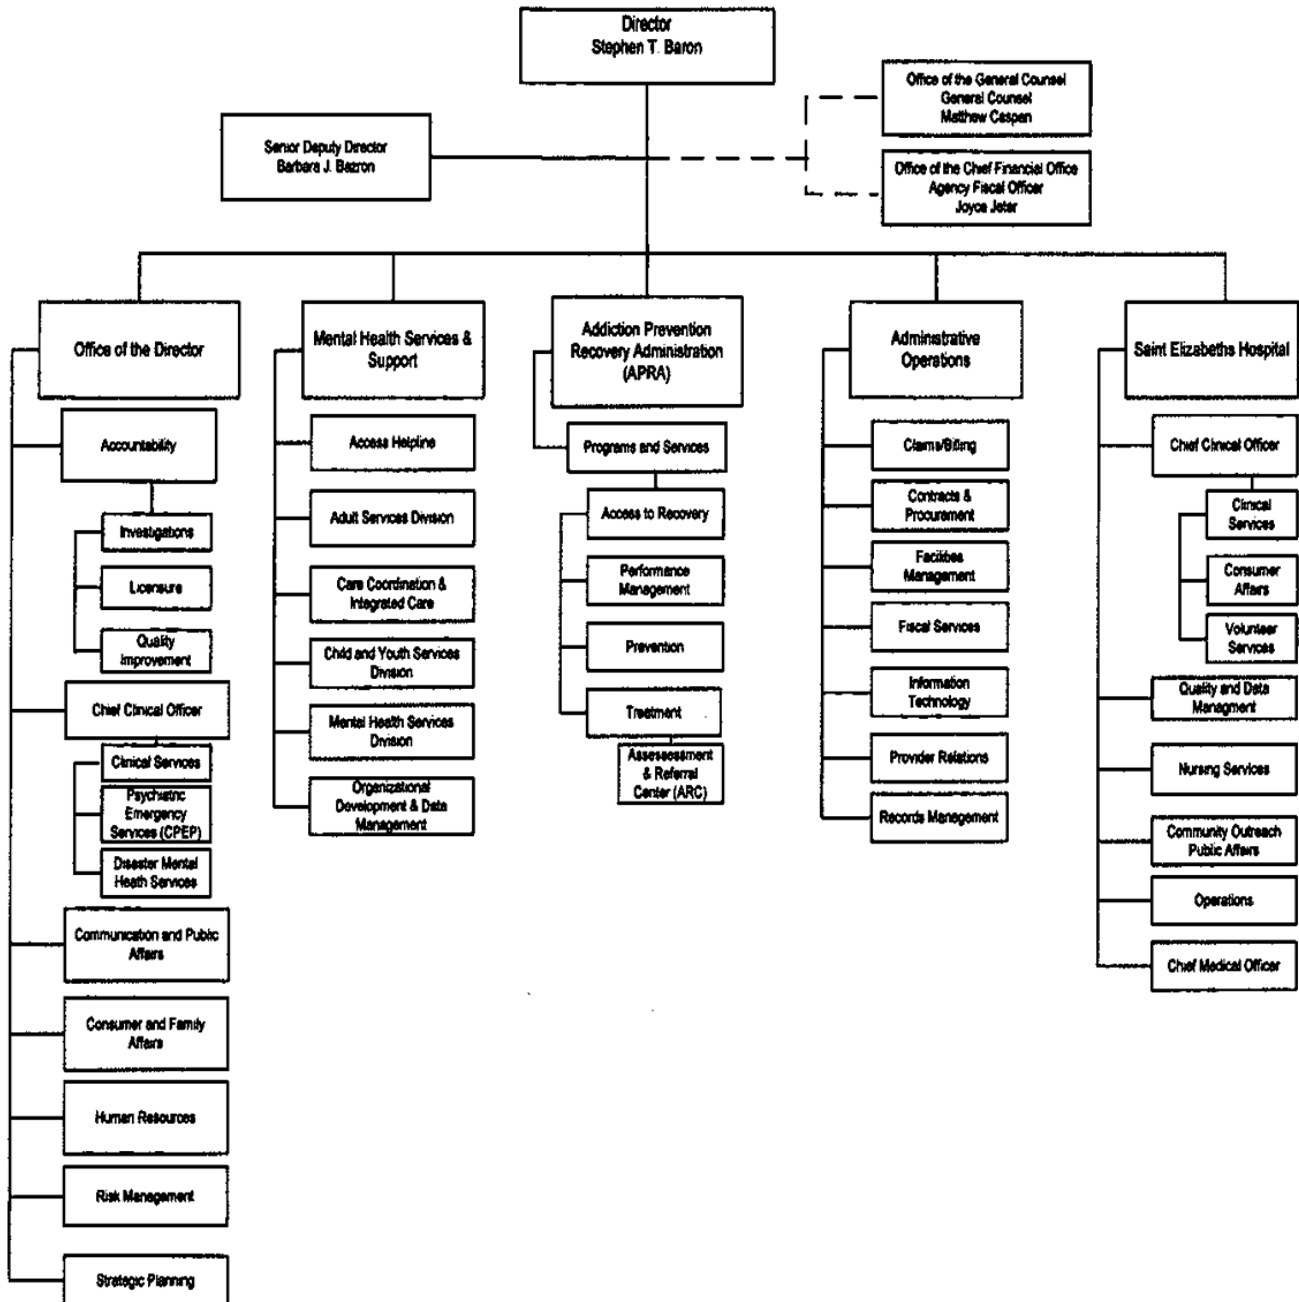 Director
Stephen T. Baron
Office of the General Counsel
General Counsel
Matthew Caspari
Senior Deputy Director
Barbara J. Bazron
Office of the Chief Financial Office
Agency Fiscal Officer
Joyce Jeter
Office of the Director
Accountability
Investigations
Licensure
Quality
Improvement
Chief Clinical Officer
Clinical Services
Psychiatric
Emergency
Services (CPEP)
Disaster Mental
Heath Services
Communication and Public
Affairs
Consumer and Family
Affairs
Human Resources
Risk Management
Strategic Planning
Mental Health Services &
Support
Access Helpline
Adult Services Division
Care Coordination &
Integrated Care
Child and Youth Services
Division
Mental Health Services
Division
Organizational
Development & Data
Management
Addiction Prevention
Recovery Administration
(APRA)
Programs and Services
Access to Recovery
Performance
Management
Prevention
Treatment
Assessessment
& Referral
Center (ARC)
Administrative
Operations
Claims/Billing
Contracts &
Procurement
Facilities
Management
Fiscal Services
Information
Technology
Provider Relations
Records Management
Saint Elizabeths Hospital
Chief Clinical Officer
Clinical
Services
Consumer
Affairs
Volunteer
Services
Quality and Data
Managment
Nursing Services
Community Outreach
Public Affairs
Operations
Chief Medical Officer